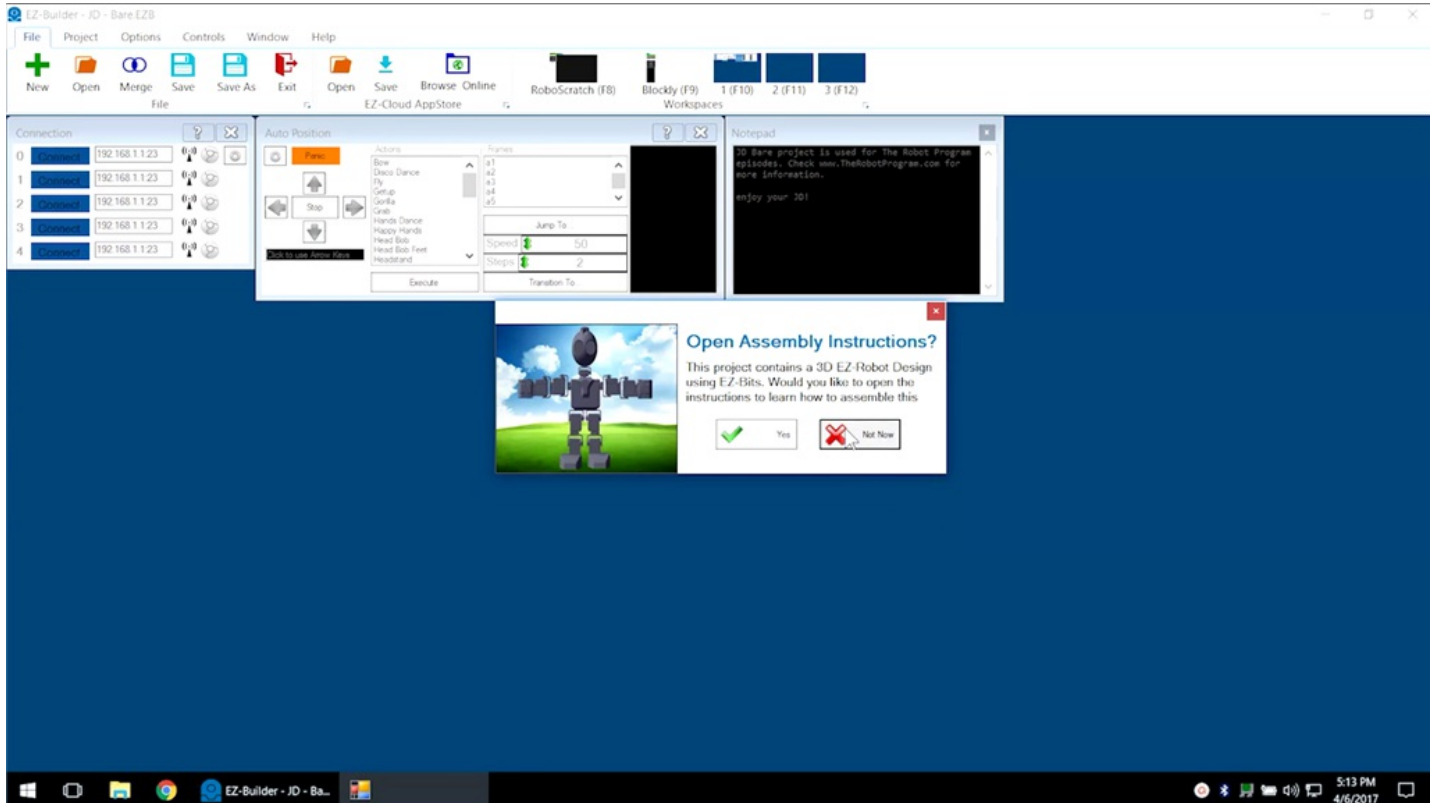 EZ-Builder - JD - Bare.EZB
File Project Options Controls Window Help
New Open Merge Save Save As Exit Open Save Browse Online RoboScratch (F8) Blockly (F9) 1 (F10) 2 (F11) 3 (F12)
File EZ-Cloud AppStore Workspaces
Connection
0 Connect 192.168.1.1:23
1 Connect 192.168.1.1:23
2 Connect 192.168.1.1:23
3 Connect 192.168.1.1:23
4 Connect 192.168.1.1:23
Auto Position
Panic
Stop
Click to use Arrow Keys
Actions
Bow
Disco Dance
Fly
Getup
Gorilla
Grab
Hands Dance
Happy Hands
Head Bob
Head Bob Feet
Headstand
Execute
Frames
a1
a2
a3
a4
a5
Jump To...
Speed 50
Steps 2
Transition To...
Notepad
JD Bare project is used for The Robot Program
episodes. Check www.TheRobotProgram.com for
more information.
enjoy your JD!
Open Assembly Instructions?
This project contains a 3D EZ-Robot Design
using EZ-Bits. Would you like to open the
instructions to learn how to assemble this
Yes Not Now
EZ-Builder - JD - Ba...
5:13 PM
4/6/2017